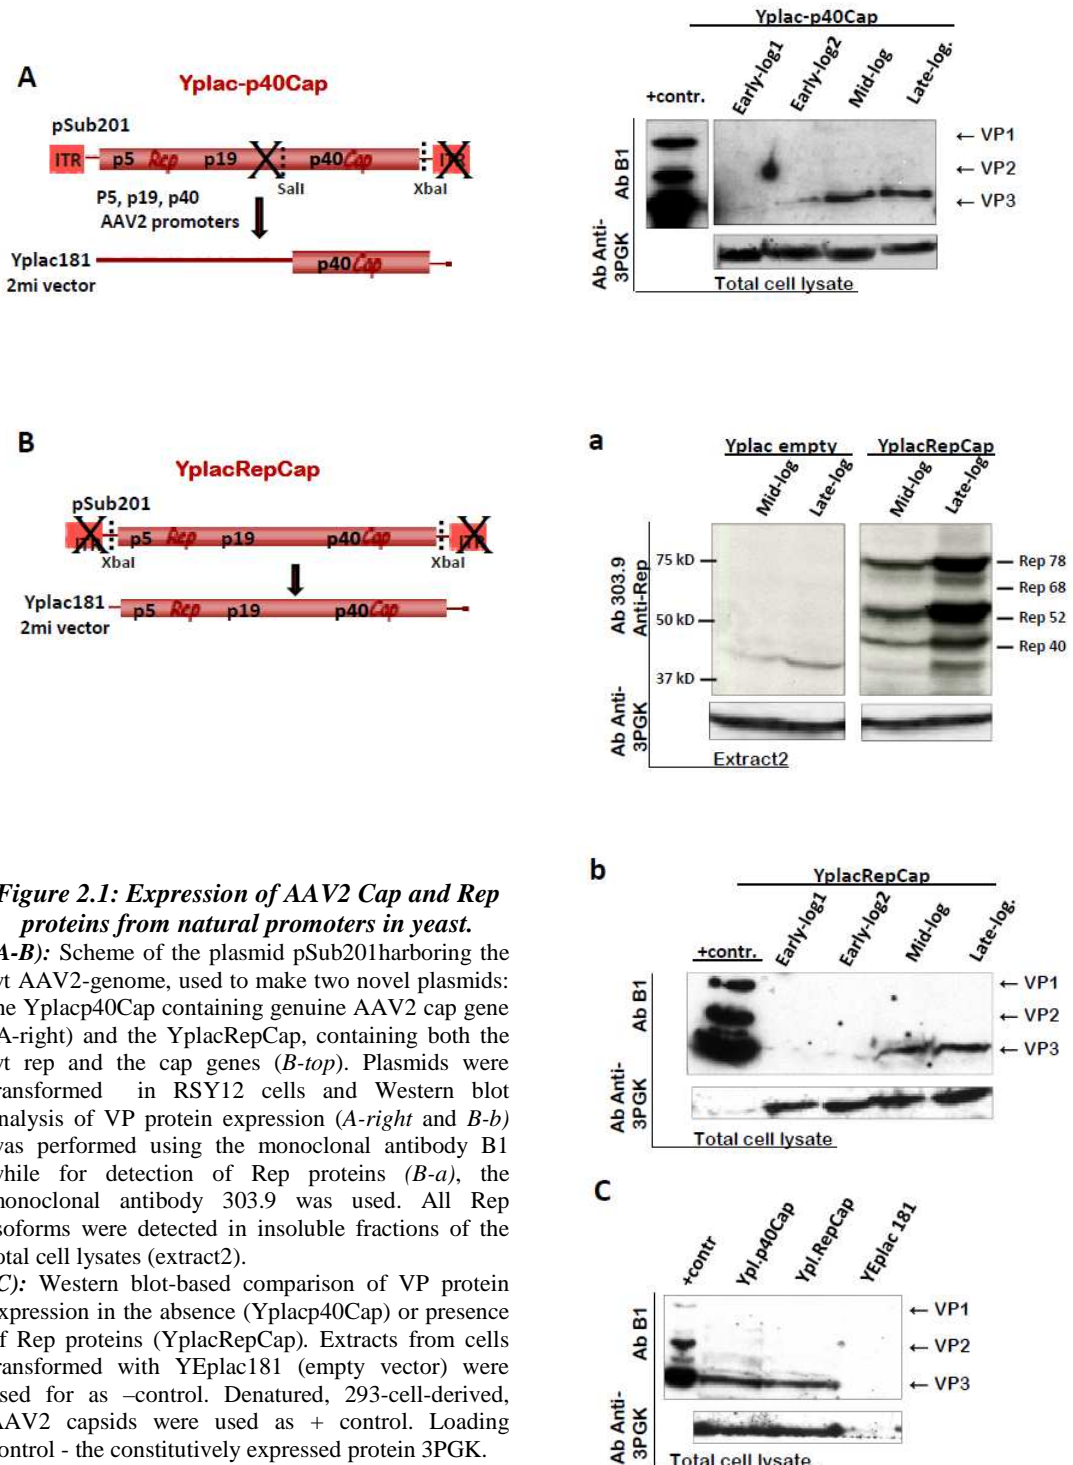 A
Yplac-p40Cap
pSub201
ITR
p5 Rep p19 p40Cap
SalI
XbaI
P5, p19, p40
AAV2 promoters
Yplac181
2mi vector
p40Cap
Yplac-p40Cap
+contr.
Early-log1
Early-log2
Mid-log
Late-log.
Ab B1
← VP1
← VP2
← VP3
Ab Anti-
3PGK
Total cell lysate
B
YplacRepCap
pSub201
p5 Rep p19 p40Cap
XbaI
XbaI
Yplac181
2mi vector
p5 Rep p19 p40Cap
a
Yplac empty
YplacRepCap
Mid-log
Late-log
Mid-log
Late-log
Ab 303.9
Anti-Rep
75 kD
50 kD
37 kD
Rep 78
Rep 68
Rep 52
Rep 40
Ab Anti-
3PGK
Extract2
b
YplacRepCap
+contr.
Early-log1
Early-log2
Mid-log
Late-log.
Ab B1
← VP1
← VP2
← VP3
Ab Anti-
3PGK
Total cell lysate
C
+contr
Ypl.p40Cap
Ypl.RepCap
YEplac 181
Ab B1
← VP1
← VP2
← VP3
Ab Anti-
3PGK
Total cell lysate
Figure 2.1: Expression of AAV2 Cap and Rep
proteins from natural promoters in yeast.
A-B): Scheme of the plasmid pSub201harboring the
AAV2-genome, used to make two novel plasmids:
Yplacp40Cap containing genuine AAV2 cap gene
A-right) and the YplacRepCap, containing both the
rep and the cap genes (B-top). Plasmids were
in RSY12 cells and Western blot
of VP protein expression (A-right and B-b)
was performed using the monoclonal antibody B1
while for detection of Rep proteins (B-a), the
monoclonal antibody 303.9 was used. All Rep
isoforms were detected in insoluble fractions of the
total cell lysates (extract2).
C): Western blot-based comparison of VP protein
expression in the absence (Yplacp40Cap) or presence
of Rep proteins (YplacRepCap). Extracts from cells
transformed with YEplac181 (empty vector) were
used for as –control. Denatured, 293-cell-derived,
AAV2 capsids were used as + control. Loading
control - the constitutively expressed protein 3PGK.